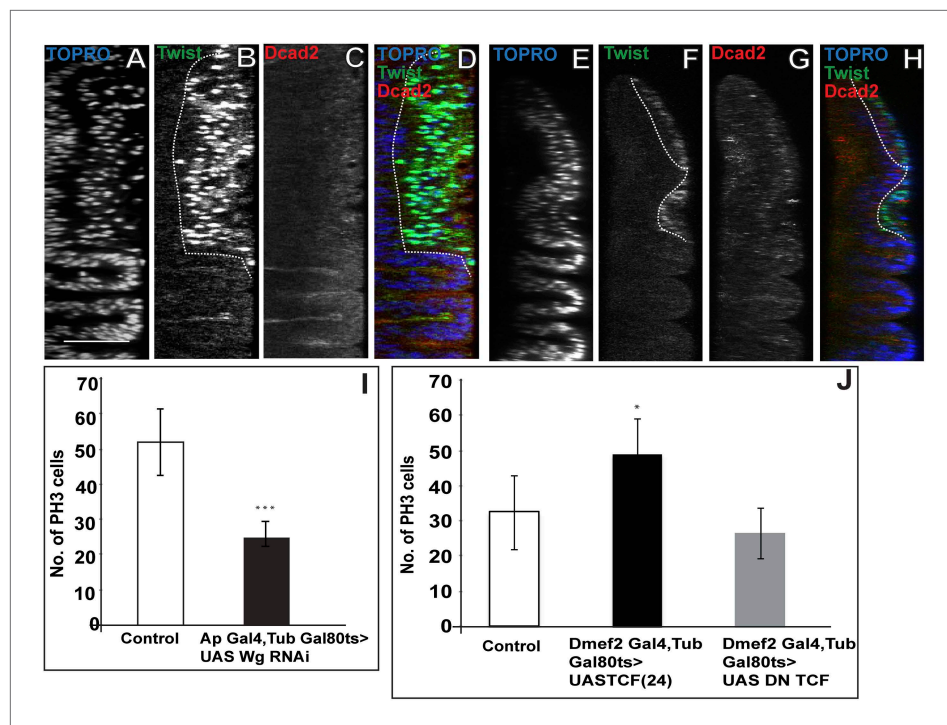 TOPRO A
Twist B
Dcad2 C
TOPRO D
Twist
Dcad2
TOPRO E
Twist F
Dcad2 G
TOPRO H
Twist
Dcad2
I
70
60
50
40
30
20
10
0
No. of PH3 cells
***
Control
Ap Gal4,Tub Gal80ts>
UAS Wg RNAi
J
70
60
50
40
30
20
10
0
No. of PH3 cells
*
Control
Dmef2 Gal4,Tub
Gal80ts>
UASTCF(24)
Dmef2 Gal4,Tub
Gal80ts>
UAS DN TCF